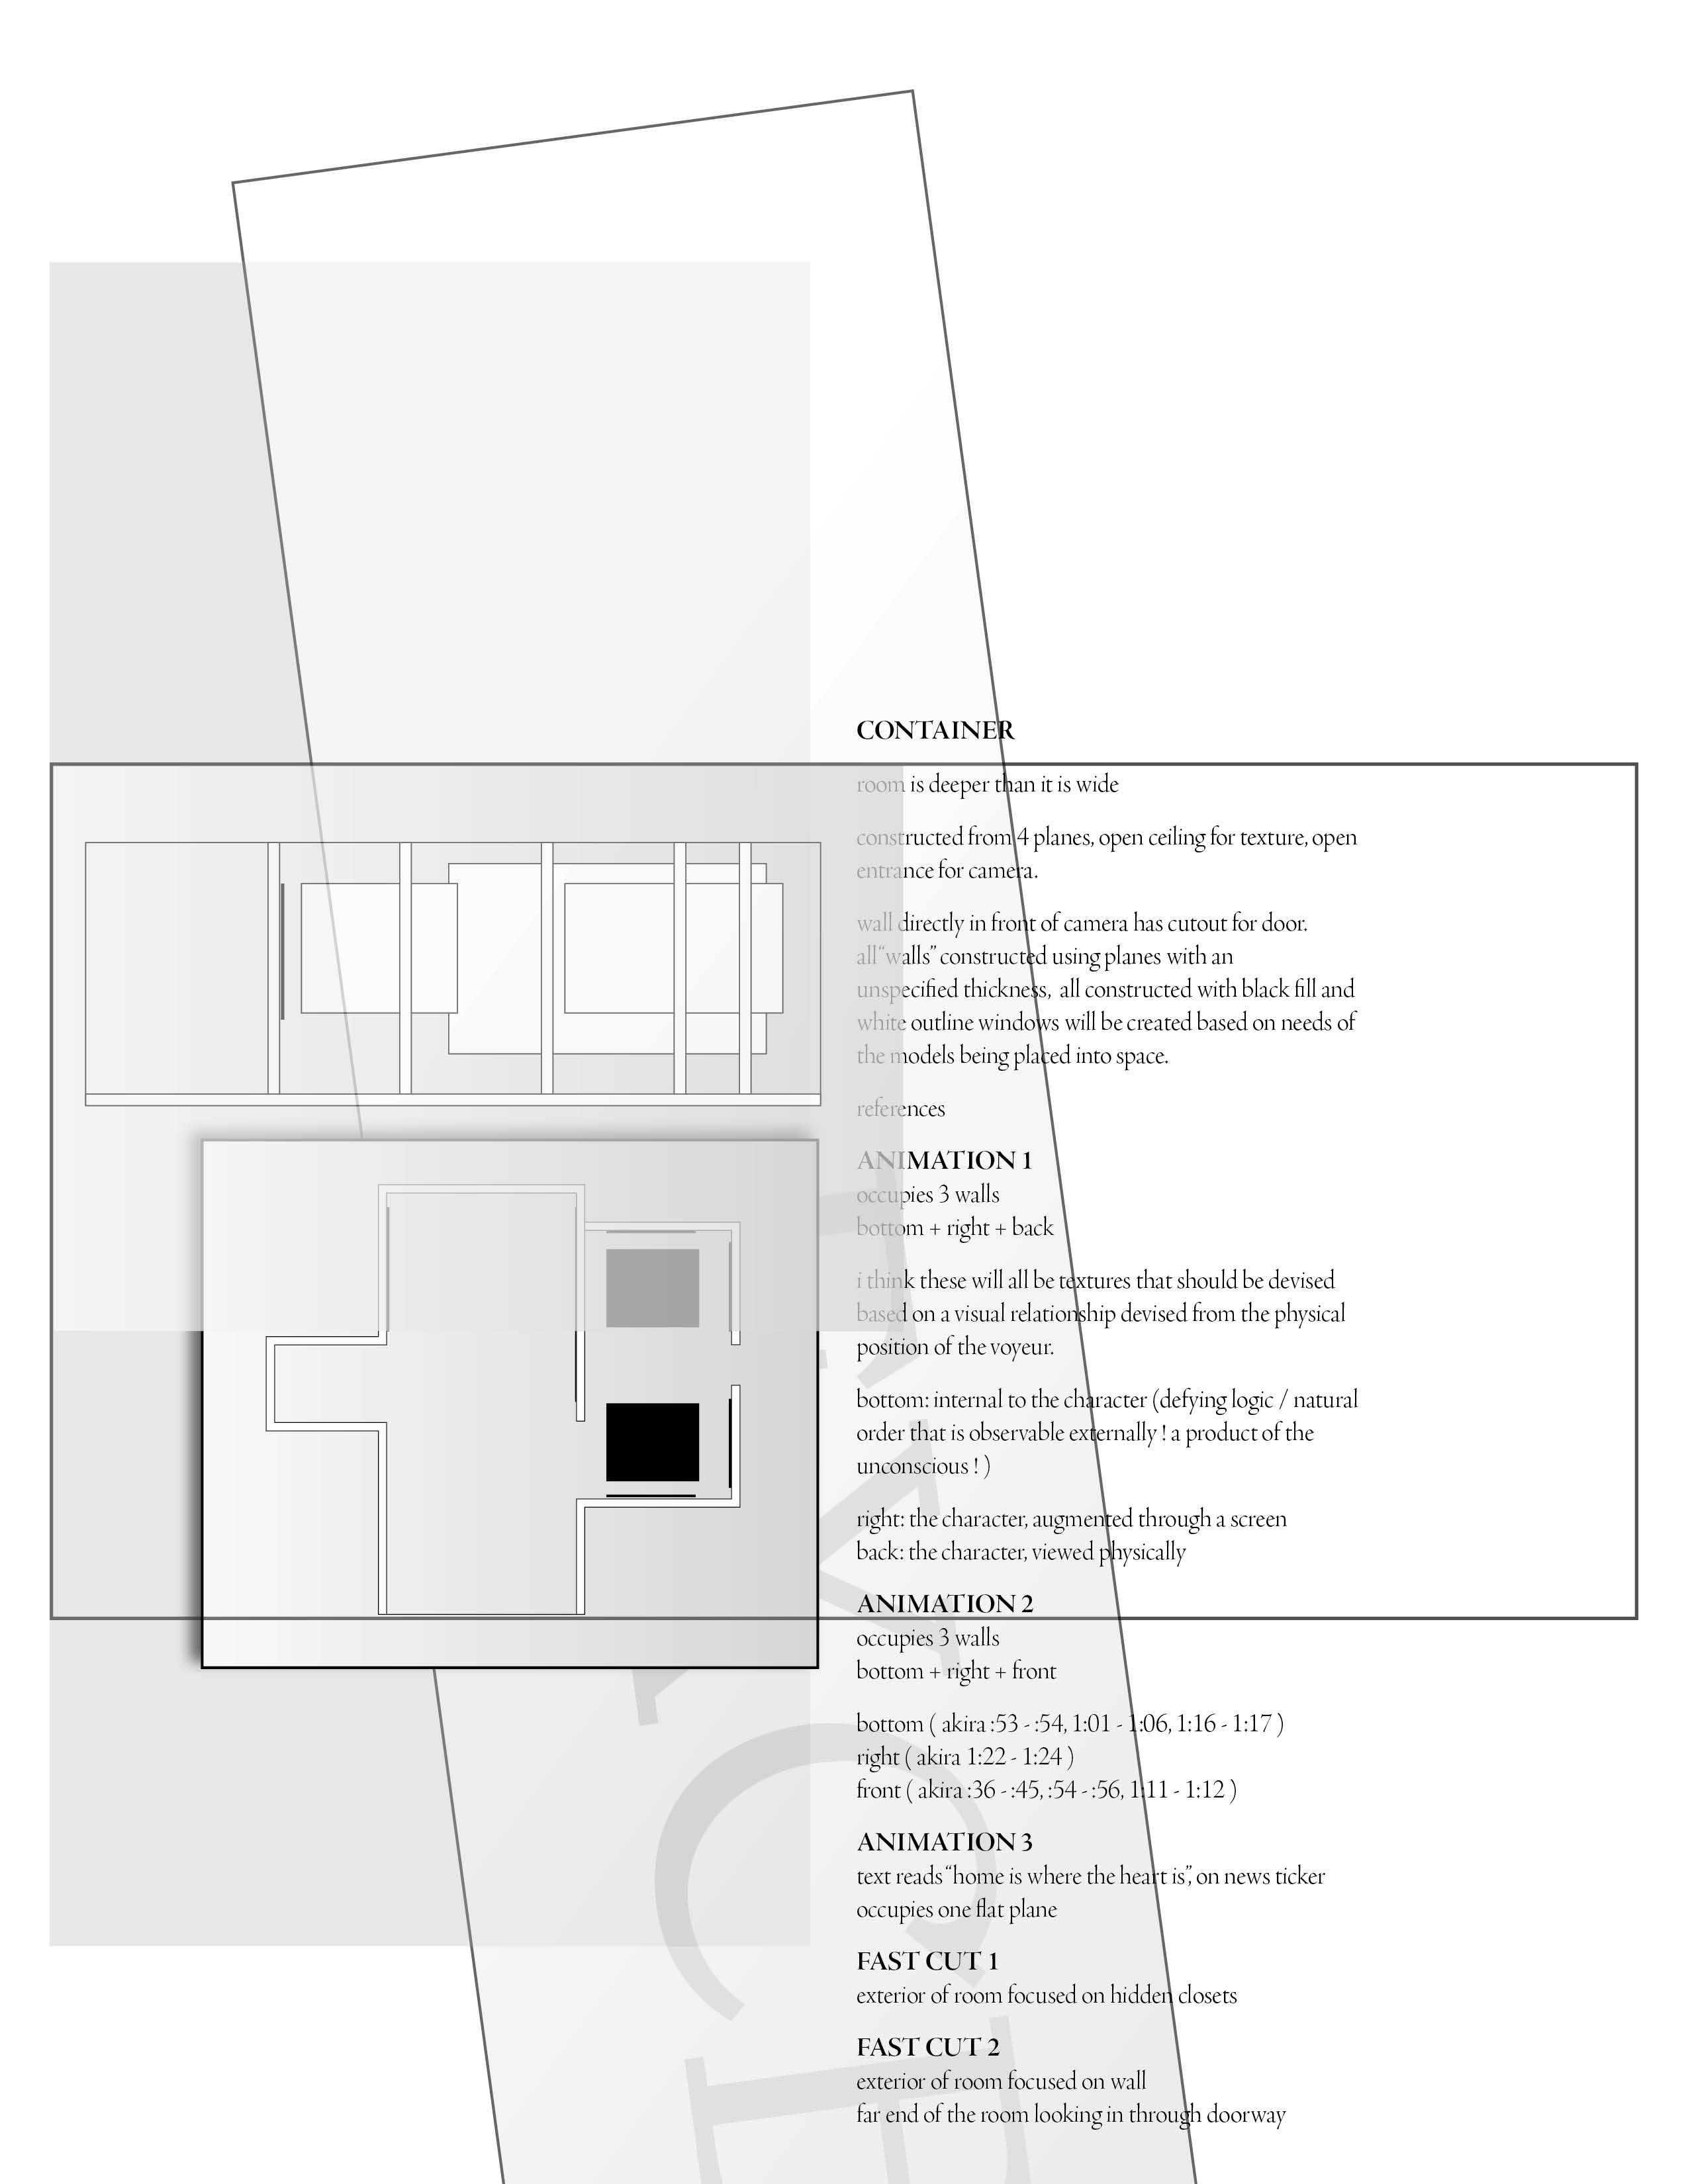 CONTAINER
room is deeper than it is wide
constructed from 4 planes, open ceiling for texture, open
entrance for camera.
wall directly in front of camera has cutout for door.
all “walls” constructed using planes with an
unspecified thickness,  all constructed with black fill and
white outline windows will be created based on needs of
the models being placed into space.
references
ANIMATION 1
occupies 3 walls
bottom + right + back
i think these will all be textures that should be devised
based on a visual relationship devised from the physical
position of the voyeur.
bottom: internal to the character (defying logic / natural
order that is observable externally ! a product of the
unconscious ! )
right: the character, augmented through a screen
back: the character, viewed physically
ANIMATION 2
occupies 3 walls
bottom + right + front
bottom ( akira :53 - :54, 1:01 - 1:06, 1:16 - 1:17 )
right ( akira 1:22 - 1:24 )
front ( akira :36 - :45, :54 - :56, 1:11 - 1:12 )
ANIMATION 3
text reads “home is where the heart is”, on news ticker
occupies one flat plane
FAST CUT 1
exterior of room focused on hidden closets
FAST CUT 2
exterior of room focused on wall
far end of the room looking in through doorway